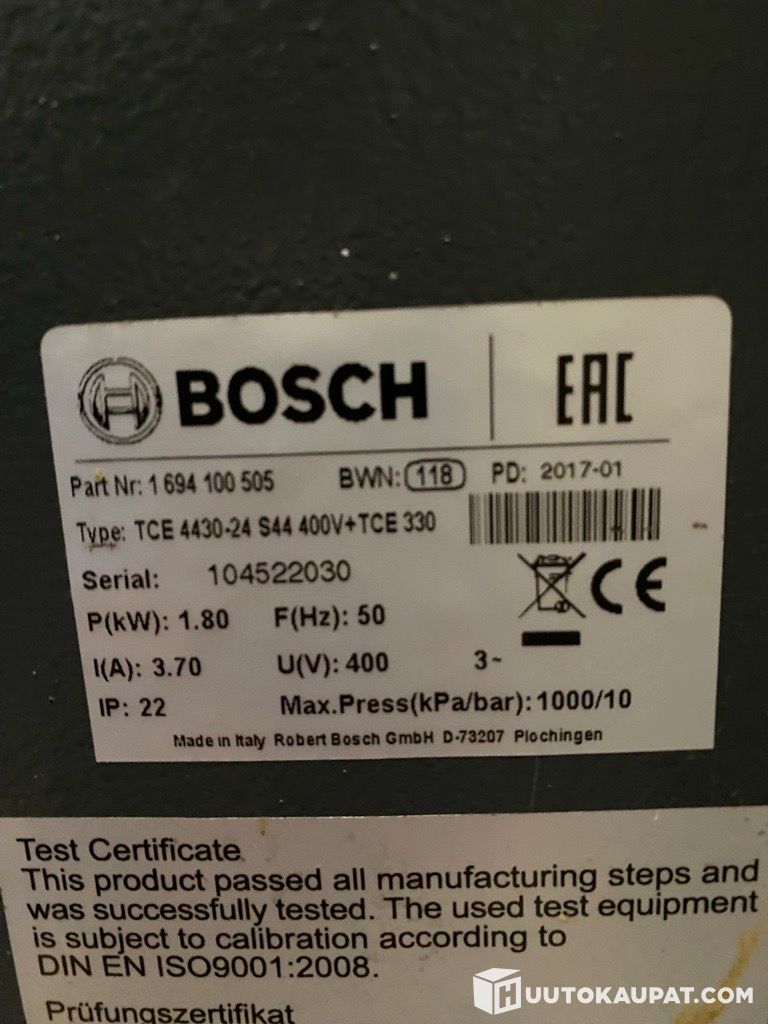 BOSCH
EAC
Part Nr: 1 694 100 505 BWN: 118 PD: 2017-01
Type: TCE 4430-24 S44 400V+TCE 330
Serial: 104522030
CE
P(kW): 1.80 F(Hz): 50
I(A): 3.70 U(V): 400 3~
IP: 22 Max.Press(kPa/bar): 1000/10
Made in Italy Robert Bosch GmbH D-73207 Plochingen
Test Certificate
This product passed all manufacturing steps and
was successfully tested. The used test equipment
is subject to calibration according to
DIN EN ISO9001:2008.
Prüfungszertifikat
HUUTOKAUPAT.COM